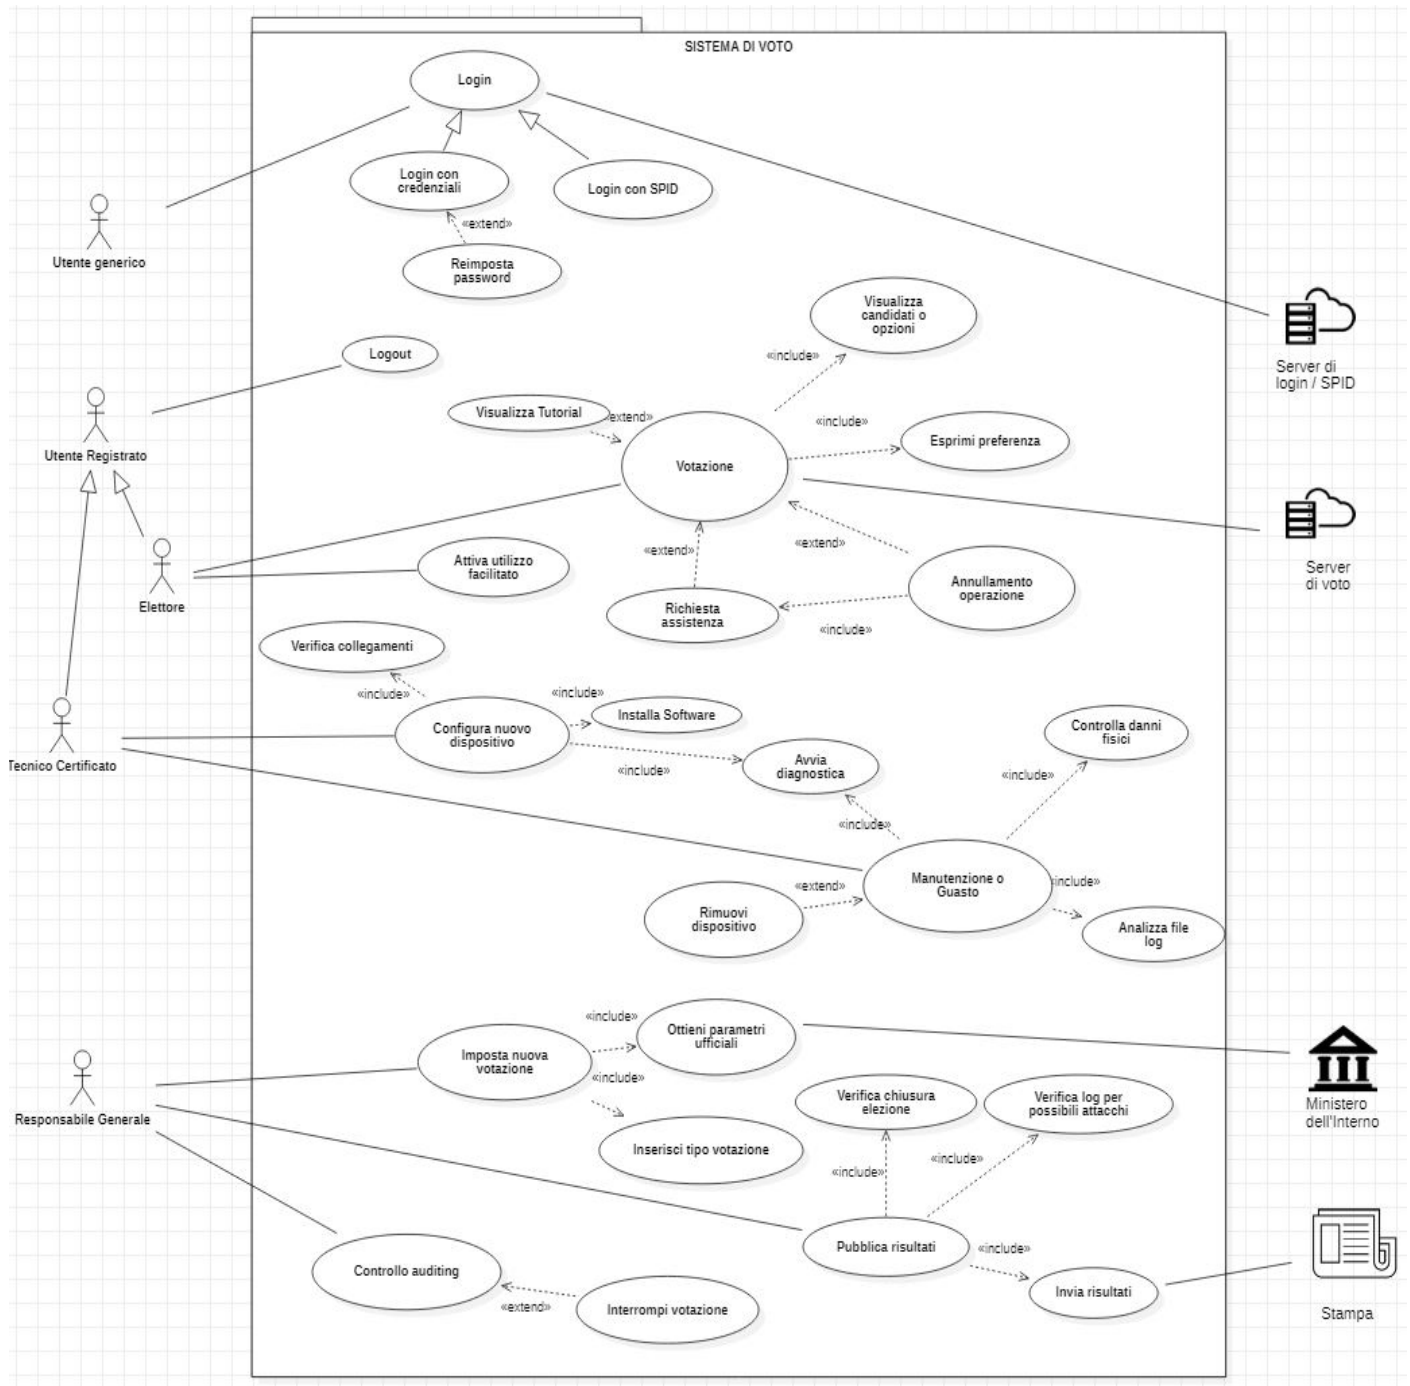 SISTEMA DI VOTO
Login
Login con
credenziali
Login con SPID
«extend»
Reimposta
password
Utente generico
Visualizza
candidati o
opzioni
Server di
login / SPID
Logout
«include»
Visualizza Tutorial
extend»
«include»
Esprimi preferenza
Utente Registrato
Votazione
«extend»
«extend»
Attiva utilizzo
facilitato
Annullamento
operazione
Server
di voto
Elettore
Richiesta
assistenza
«include»
Verifica collegamenti
«include»
«include»
Installa Software
Configura nuovo
dispositivo
Controlla danni
fisici
Tecnico Certificato
«include»
Avvia
diagnostica
«include»
«include»
Manutenzione o
Guasto
include»
«extend»
Rimuovi
dispositivo
Analizza file
log
«include»
Ottieni parametri
ufficiali
Imposta nuova
votazione
«include»
Verifica chiusura
elezione
Verifica log per
possibili attacchi
Ministero
dell'Interno
Responsabile Generale
Inserisci tipo votazione
«include»
«include»
Pubblica risultati
«include»
Controllo auditing
Invia risultati
«extend»
Interrompi votazione
Stampa